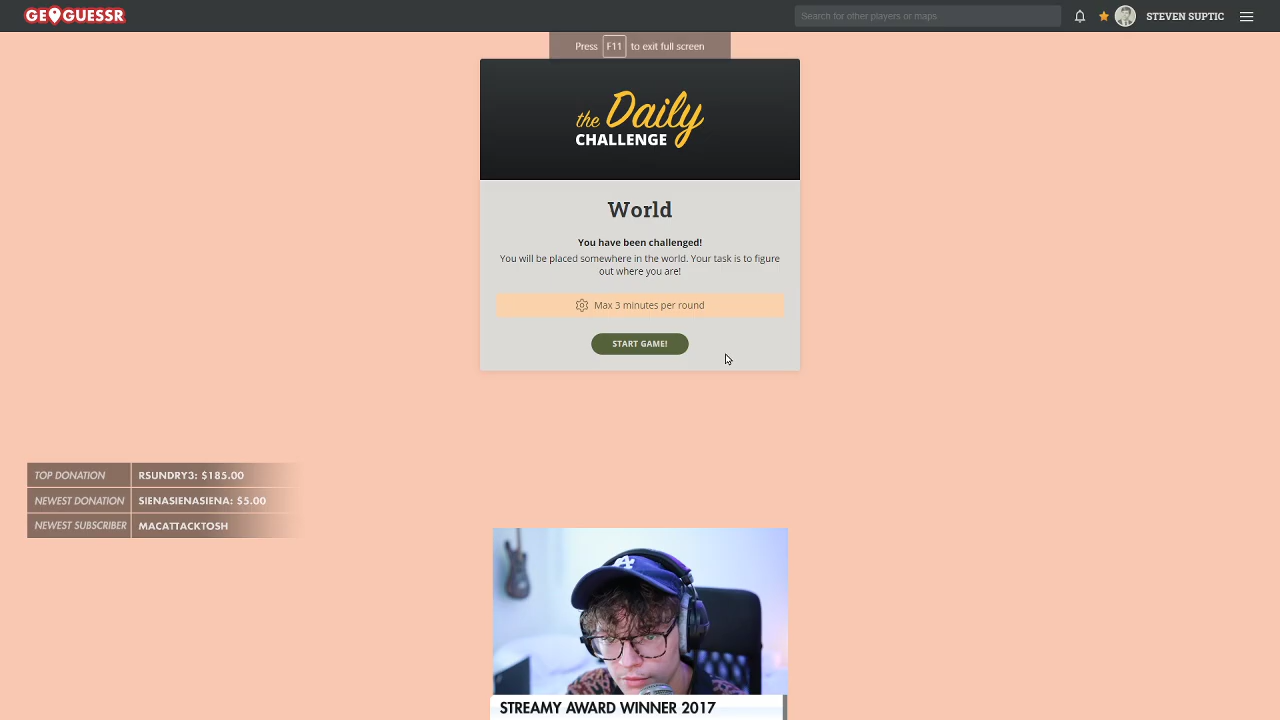 GEOGUESSR
Search for other players or maps
STEVEN SUPTIC
Press F11 to exit full screen
the Daily
CHALLENGE
World
You have been challenged!
You will be placed somewhere in the world. Your task is to figure
out where you are!
Max 3 minutes per round
START GAME!
TOP DONATION RSUNDRY3: $185.00
NEWEST DONATION SIENASIENASIENA: $5.00
NEWEST SUBSCRIBER MACATTACKTOSH
STREAMY AWARD WINNER 2017